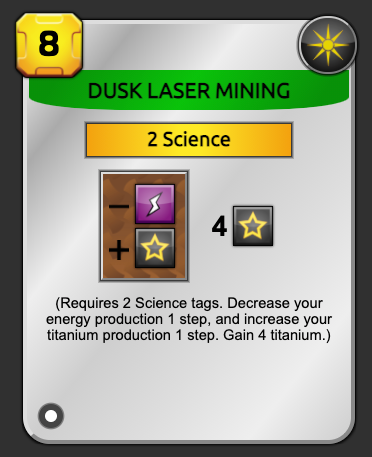 8
DUSK LASER MINING
2 Science
−
+
4
(Requires 2 Science tags. Decrease your
energy production 1 step, and increase your
titanium production 1 step. Gain 4 titanium.)